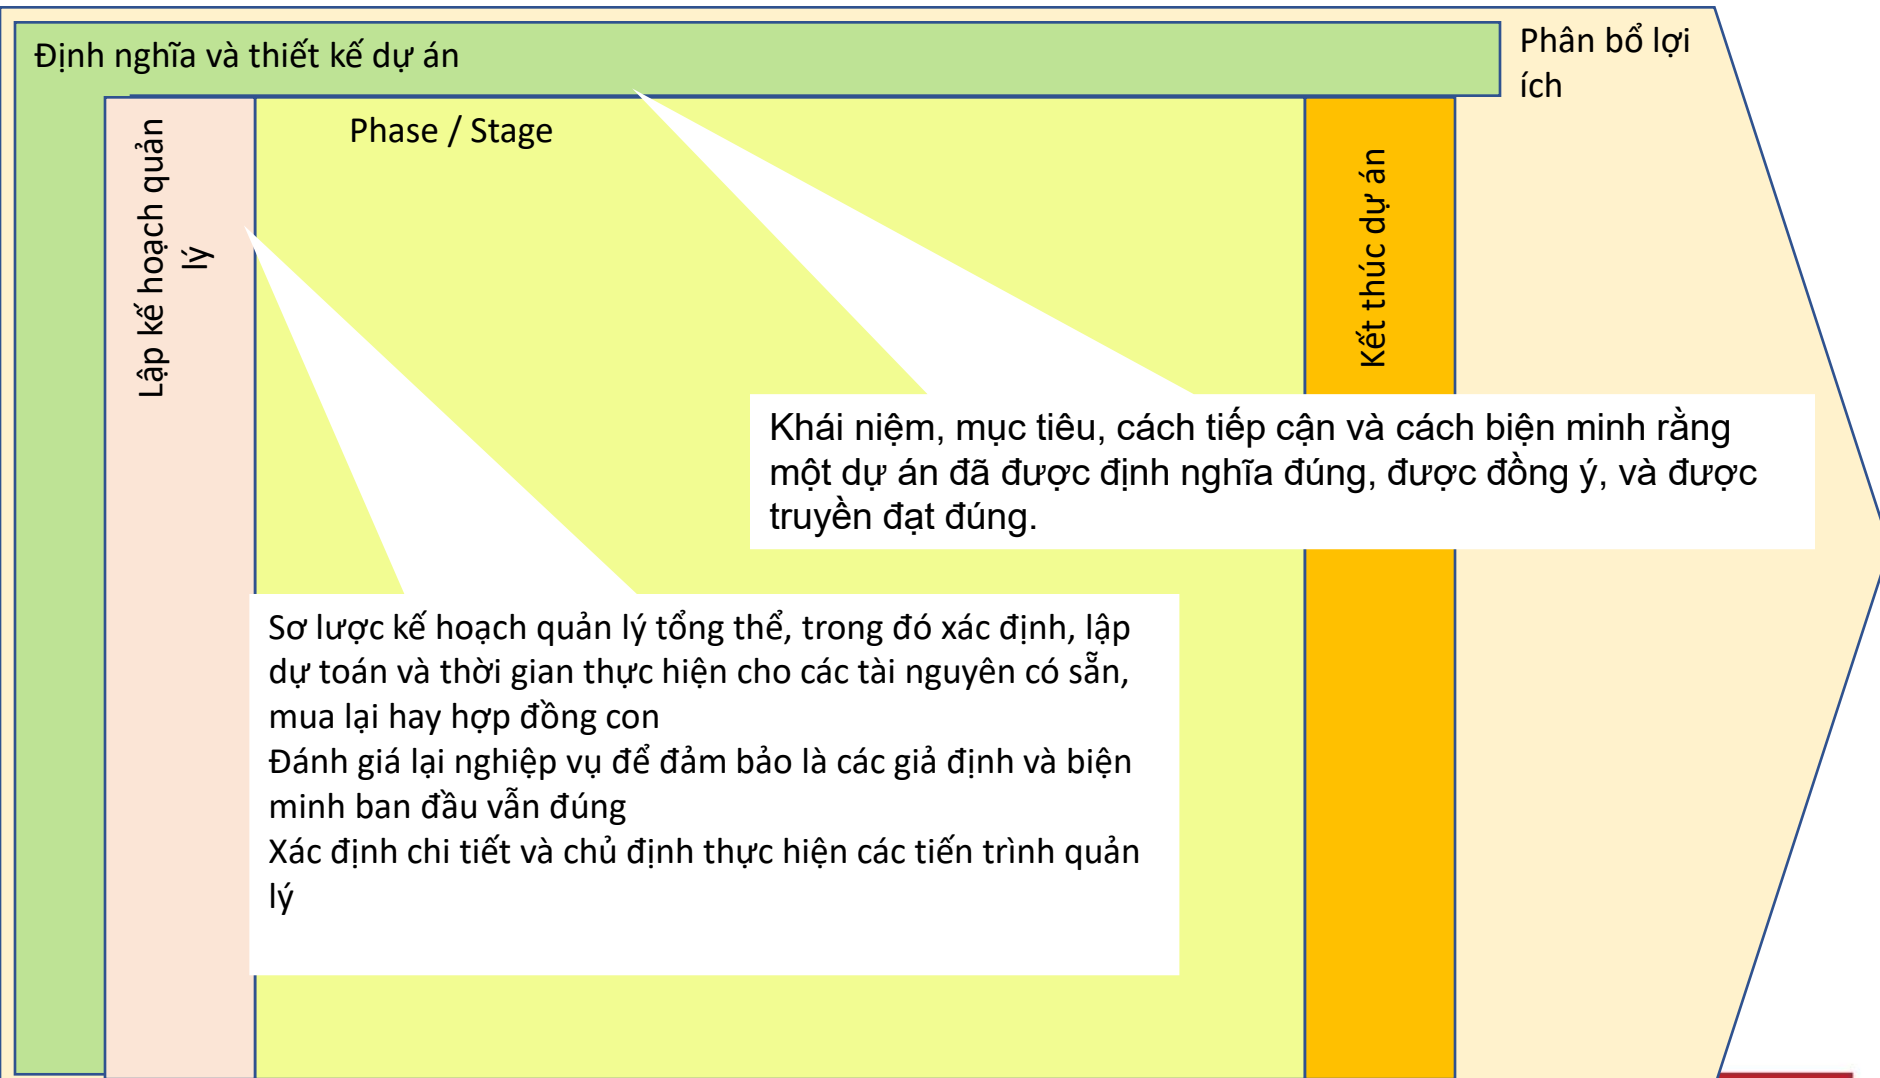 Định nghĩa và thiết kế dự án
Phân bổ lợi
ích
Phase / Stage
Lập kế hoạch quản
lý
Kết thúc dự án
Khái niệm, mục tiêu, cách tiếp cận và cách biện minh rằng
một dự án đã được định nghĩa đúng, được đồng ý, và được
truyền đạt đúng.
Sơ lược kế hoạch quản lý tổng thể, trong đó xác định, lập
dự toán và thời gian thực hiện cho các tài nguyên có sẵn,
mua lại hay hợp đồng con
Đánh giá lại nghiệp vụ để đảm bảo là các giả định và biện
minh ban đầu vẫn đúng
Xác định chi tiết và chủ định thực hiện các tiến trình quản
lý